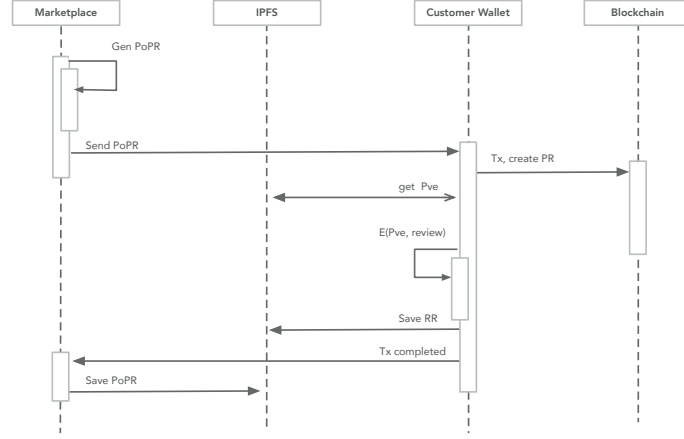 Marketplace
IPFS
Customer Wallet
Blockchain
Gen PoPR
Send PoPR
Tx, create PR
get Pve
E(Pve, review)
Save RR
Tx completed
Save PoPR